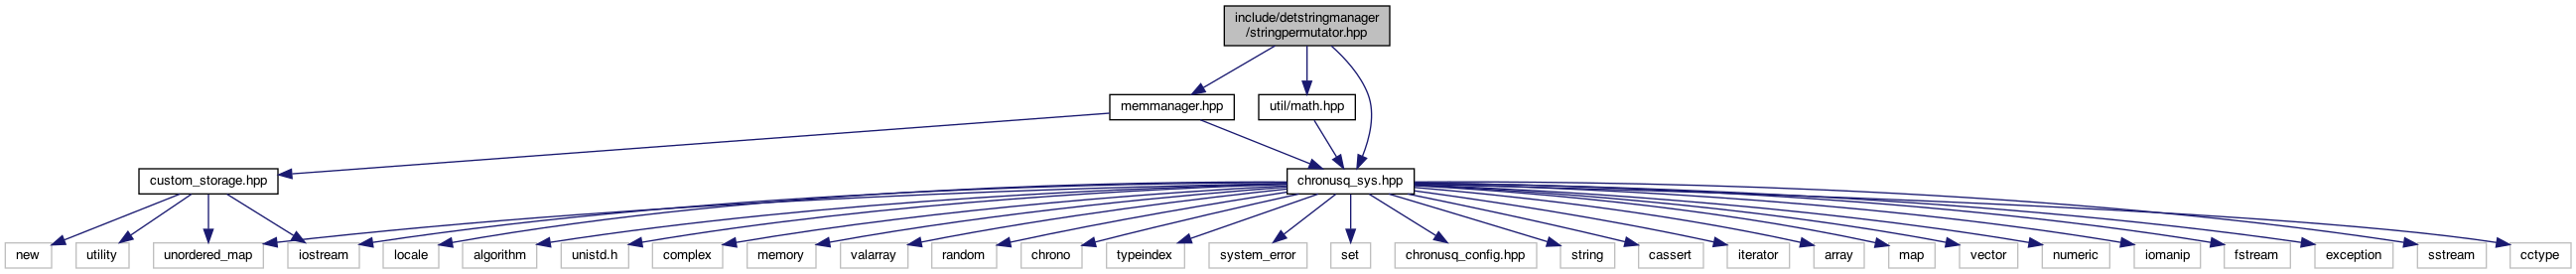 include/detstringmanager
/stringpermutator.hpp
memmanager.hpp
util/math.hpp
custom_storage.hpp
chronusq_sys.hpp
new
utility
unordered_map
iostream
locale
algorithm
unistd.h
complex
memory
valarray
random
chrono
typeindex
system_error
set
chronusq_config.hpp
string
cassert
iterator
array
map
vector
numeric
iomanip
fstream
exception
sstream
cctype